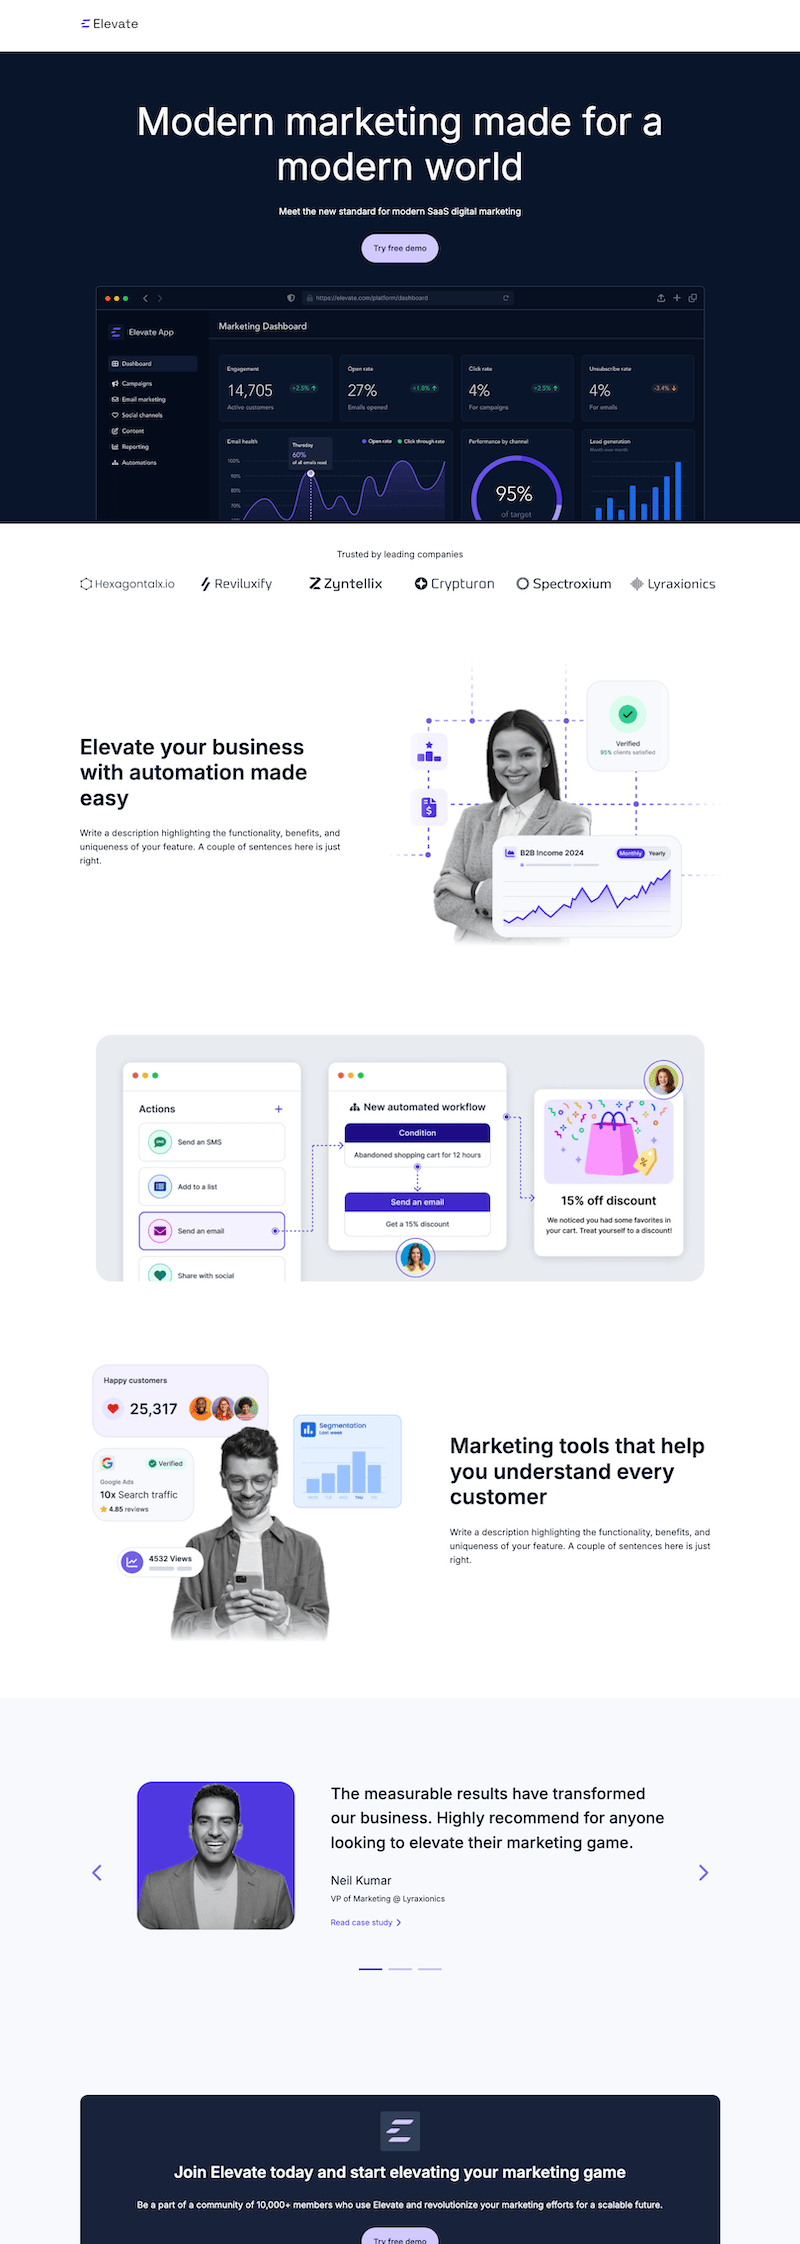 Elevate
Modern marketing made for a
modern world
Meet the new standard for modern SaaS digital marketing
Try free demo
https://elevate.com/platform/dashboard
Elevate App
Marketing Dashboard
Dashboard
Campaigns
Email marketing
Social channels
Content
Reporting
Automations
Engagement
14,705
+2.5% ↑
Active customers
Open rate
27%
+1.8% ↑
Emails opened
Click rate
4%
+2.5% ↑
For campaigns
Unsubscribe rate
4%
-3.4% ↓
For emails
Email health
Open rate
Click through rate
Thursday
60%
of all emails read
100%
90%
80%
70%
Performance by channel
95%
of target
Lead generation
Month over month
Trusted by leading companies
Hexagontalx.io
Reviluxify
Zyntellix
Crypturon
Spectroxium
Lyraxionics
Elevate your business
with automation made
easy
Write a description highlighting the functionality, benefits, and
uniqueness of your feature. A couple of sentences here is just
right.
Verified
95% clients satisfied
B2B Income 2024
Monthly
Yearly
Actions
+
Send an SMS
Add to a list
Send an email
Share with social
New automated workflow
Condition
Abandoned shopping cart for 12 hours
Send an email
Get a 15% discount
%
15% off discount
We noticed you had some favorites in
your cart. Treat yourself to a discount!
Happy customers
25,317
G
Verified
Google Ads
10x Search traffic
4.85 reviews
4532 Views
Segmentation
Last week
MON TUE WED THU FRI
Marketing tools that help
you understand every
customer
Write a description highlighting the functionality, benefits, and
uniqueness of your feature. A couple of sentences here is just
right.
The measurable results have transformed
our business. Highly recommend for anyone
looking to elevate their marketing game.
Neil Kumar
VP of Marketing @ Lyraxionics
Read case study
Join Elevate today and start elevating your marketing game
Be a part of a community of 10,000+ members who use Elevate and revolutionize your marketing efforts for a scalable future.
Try free demo